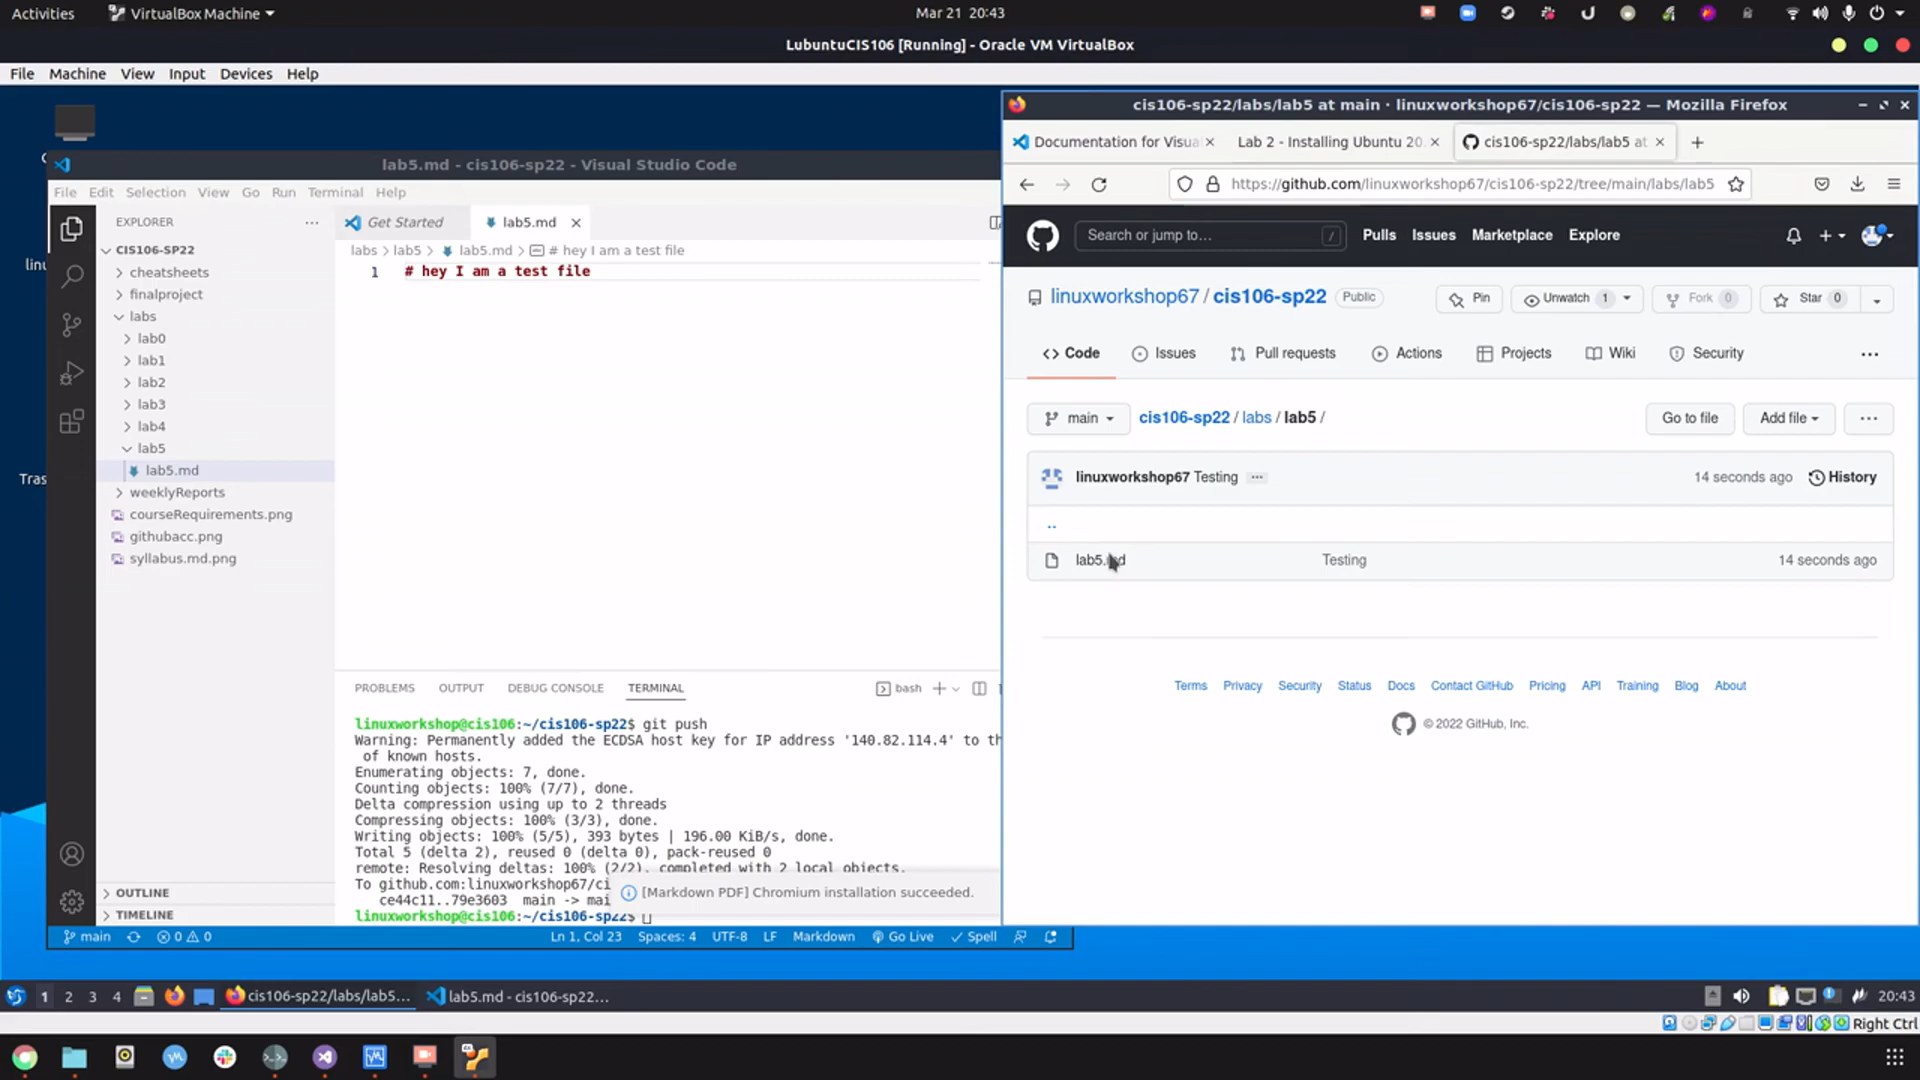 Activities
VirtualBox Machine
Mar 21 20:43
LubuntuCIS106 [Running] - Oracle VM VirtualBox
File Machine View Input Devices Help
lab5.md - cis106-sp22 - Visual Studio Code
File Edit Selection View Go Run Terminal Help
EXPLORER
CIS106-SP22
cheatsheets
finalproject
labs
lab0
lab1
lab2
lab3
lab4
lab5
lab5.md
weeklyReports
courseRequirements.png
githubacc.png
syllabus.md.png
OUTLINE
TIMELINE
Get Started
lab5.md
labs > lab5 > lab5.md > # hey I am a test file
1 # hey I am a test file
PROBLEMS OUTPUT DEBUG CONSOLE TERMINAL
bash
linuxworkshop@cis106:~/cis106-sp22$ git push
Warning: Permanently added the ECDSA host key for IP address '140.82.114.4' to th
of known hosts.
Enumerating objects: 7, done.
Counting objects: 100% (7/7), done.
Delta compression using up to 2 threads
Compressing objects: 100% (3/3), done.
Writing objects: 100% (5/5), 393 bytes | 196.00 KiB/s, done.
Total 5 (delta 2), reused 0 (delta 0), pack-reused 0
remote: Resolving deltas: 100% (2/2), completed with 2 local objects.
To github.com:linuxworkshop67/ci
ce44c11..79e3603 main -> mai
linuxworkshop@cis106:~/cis106-sp22$
[Markdown PDF] Chromium installation succeeded.
main 0 0
Ln 1, Col 23 Spaces: 4 UTF-8 LF Markdown Go Live Spell
cis106-sp22/labs/lab5 at main · linuxworkshop67/cis106-sp22 — Mozilla Firefox
Documentation for Visua
Lab 2 - Installing Ubuntu 20.
cis106-sp22/labs/lab5 at
https://github.com/linuxworkshop67/cis106-sp22/tree/main/labs/lab5
Search or jump to… /
Pulls Issues Marketplace Explore
linuxworkshop67 / cis106-sp22 Public
Pin
Unwatch 1
Fork 0
Star 0
Code Issues Pull requests Actions Projects Wiki Security
main
cis106-sp22 / labs / lab5 /
Go to file
Add file
linuxworkshop67 Testing
14 seconds ago
History
..
lab5.md
Testing
14 seconds ago
Terms Privacy Security Status Docs Contact GitHub Pricing API Training Blog About
© 2022 GitHub, Inc.
linu
Tras
1 2 3 4
cis106-sp22/labs/lab5...
lab5.md - cis106-sp22...
20:43
Right Ctrl